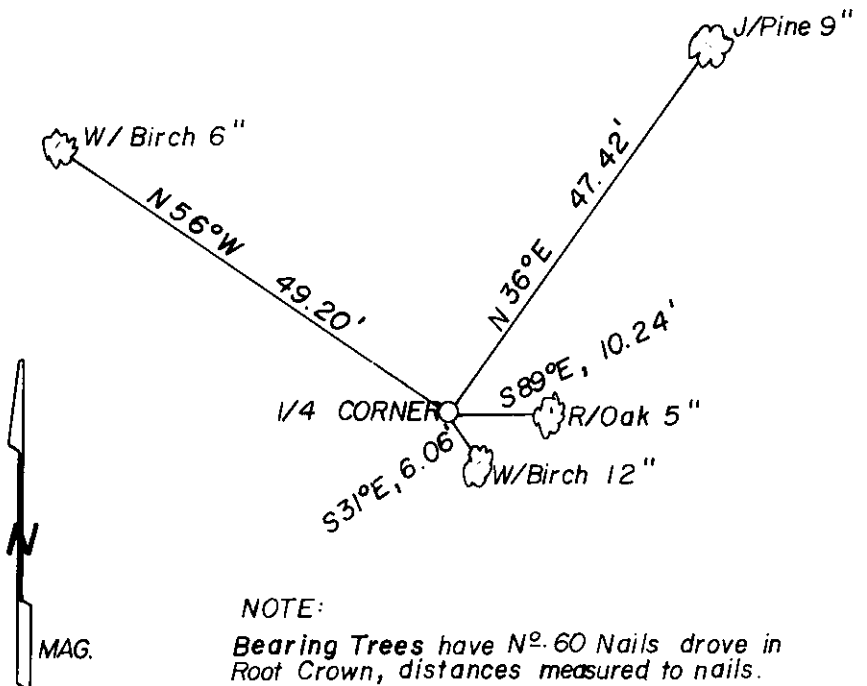 J/Pine 9"
W/ Birch 6"
N 56°W 49.20'
N 36°E 47.42'
S89°E, 10.24'
1/4 CORNER
R/Oak 5"
S31°E, 6.06'
W/Birch 12"
N
MAG.
NOTE:
Bearing Trees have Nº. 60 Nails drove in
Root Crown, distances measured to nails.